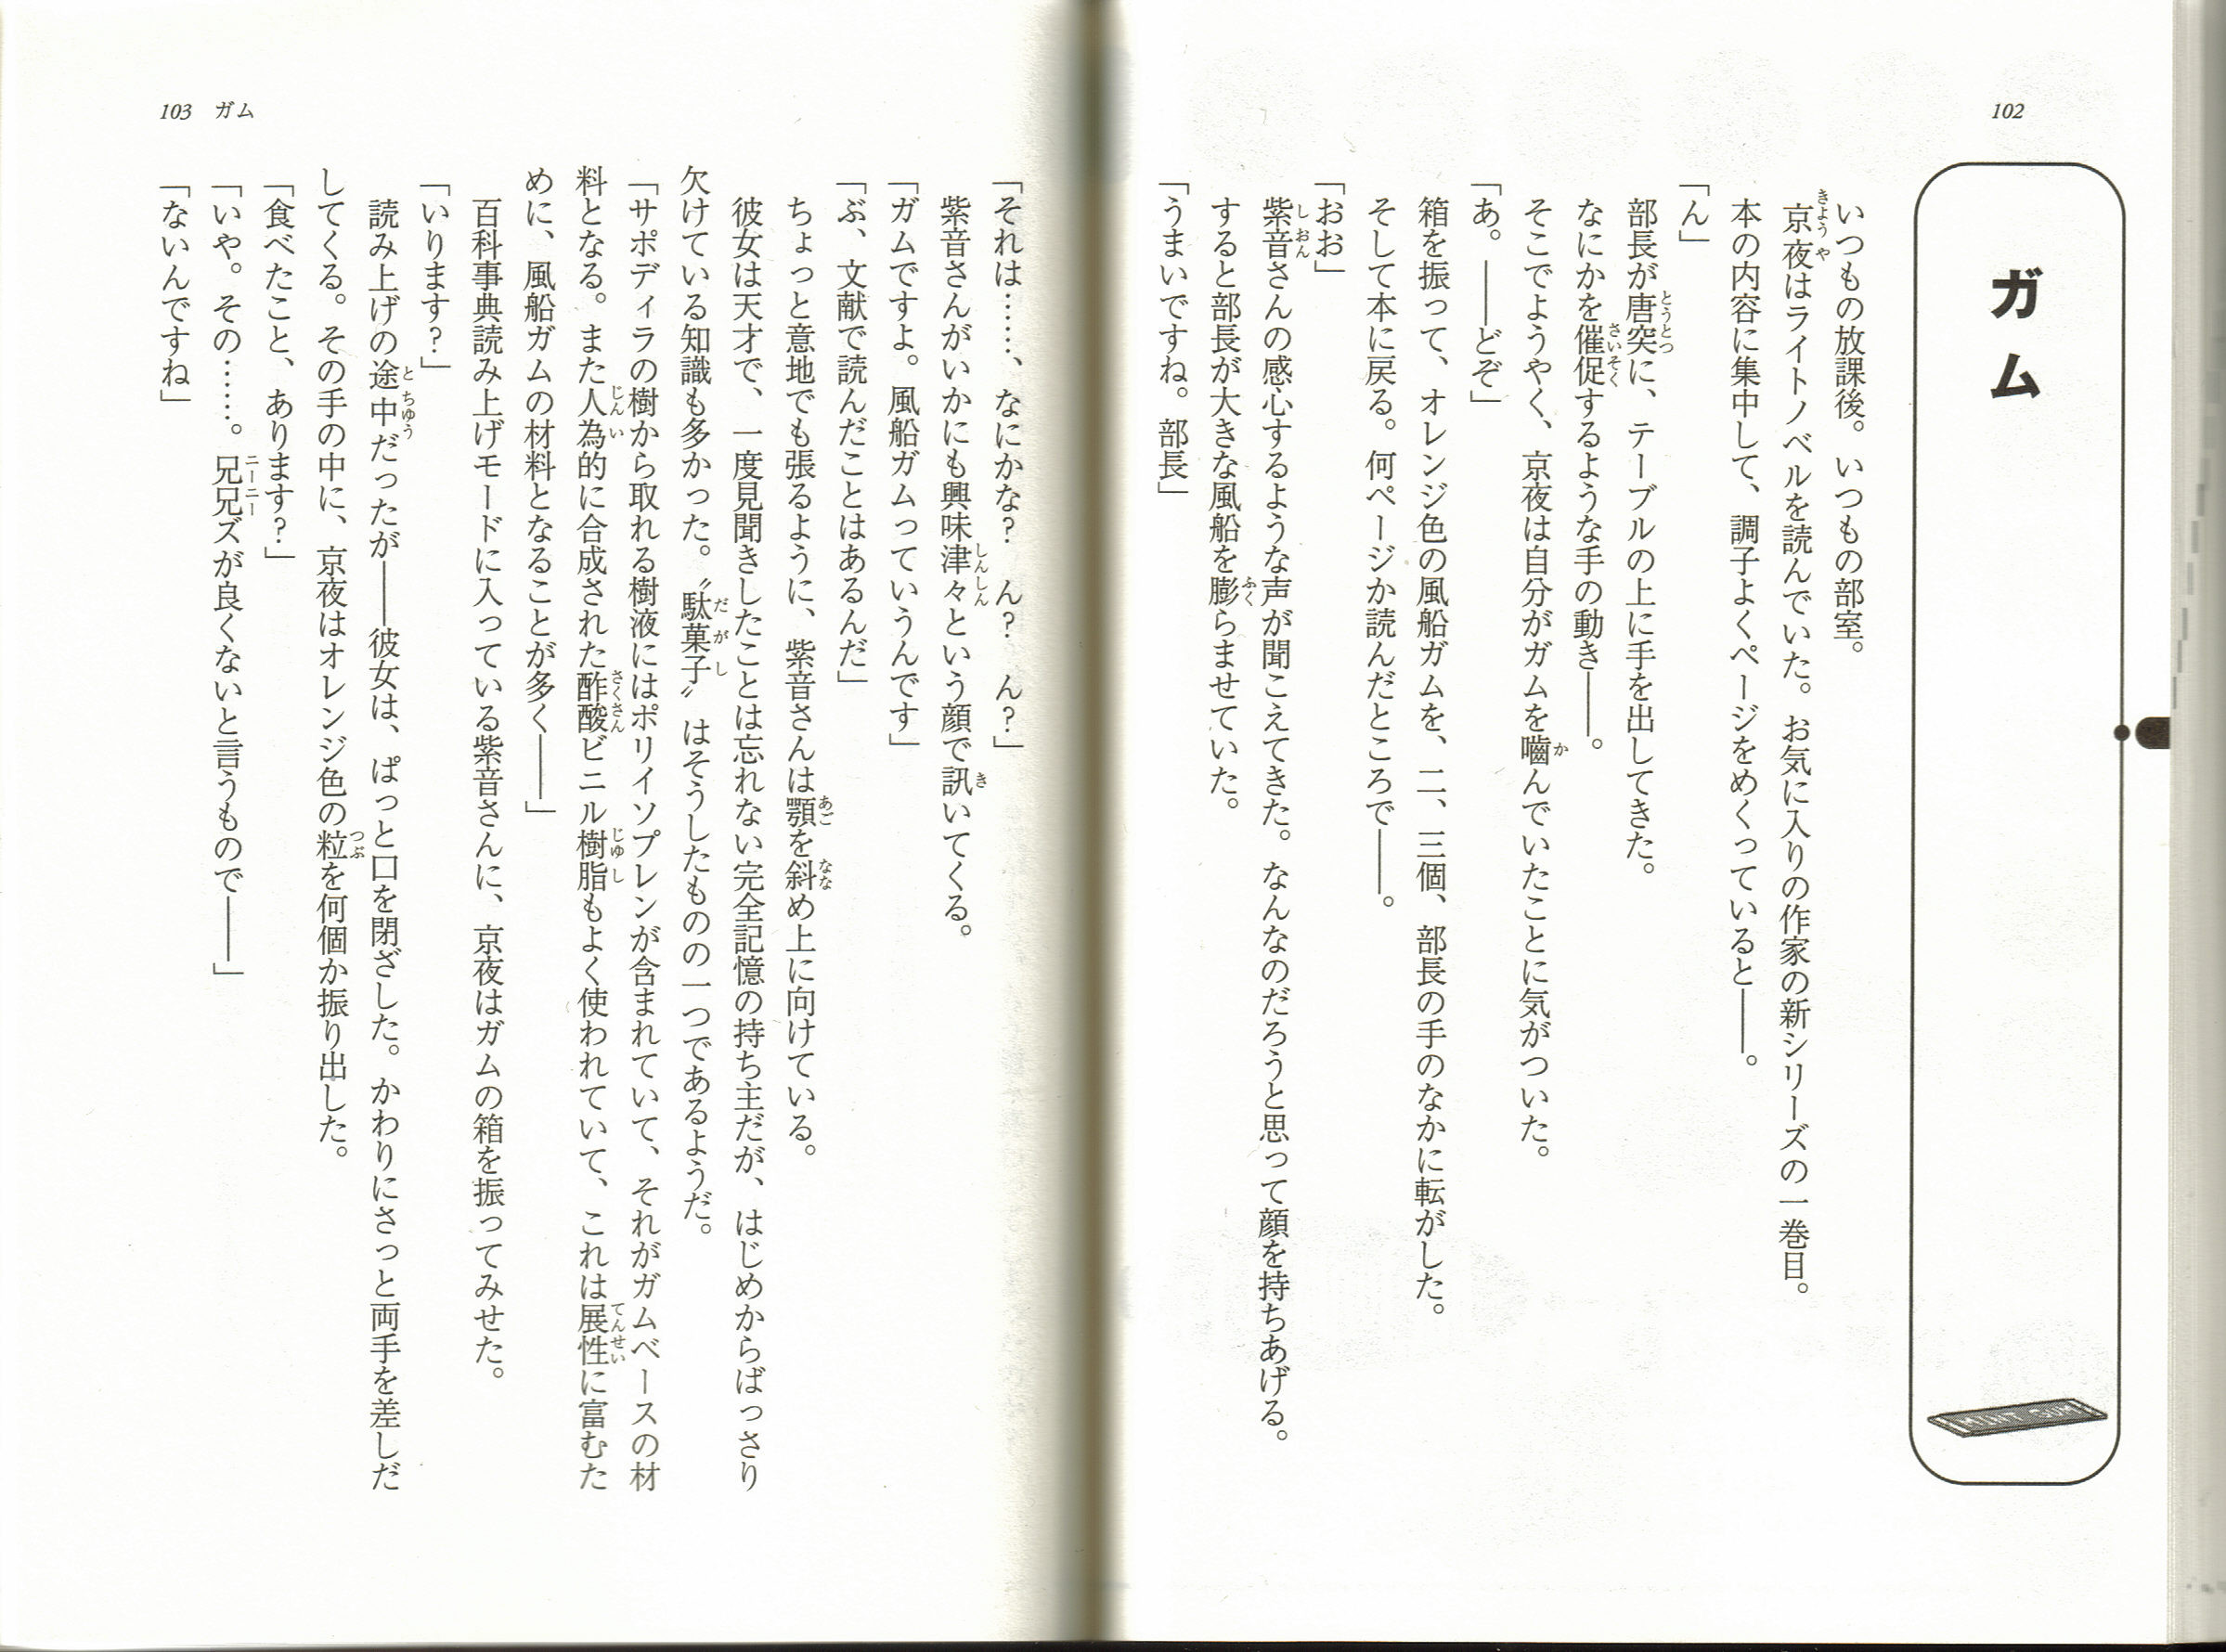 102
ガム
MINT GUM
いつもの放課後。いつもの部室。
京夜はライトノベルを読んでいた。お気に入りの作家の新シリーズの一巻目。
本の内容に集中して、調子よくページをめくっていると――。
「ん」
部長が唐突に、テーブルの上に手を出してきた。
なにかを催促するような手の動き――。
そこでようやく、京夜は自分がガムを嚙んでいたことに気がついた。
「あ。――どぞ」
箱を振って、オレンジ色の風船ガムを、二、三個、部長の手のなかに転がした。
そして本に戻る。何ページか読んだところで――。
「おお」
紫音さんの感心するような声が聞こえてきた。なんなのだろうと思って顔を持ちあげる。
すると部長が大きな風船を膨らませていた。
「うまいですね。部長」
103 ガム
「それは……、なにかな? ん? ん?」
紫音さんがいかにも興味津々という顔で訊いてくる。
「ガムですよ。風船ガムっていうんです」
「ぶ、文献で読んだことはあるんだ」
ちょっと意地でも張るように、紫音さんは顎を斜め上に向けている。
彼女は天才で、一度見聞きしたことは忘れない完全記憶の持ち主だが、はじめからばっさり
欠けている知識も多かった。〝駄菓子〟はそうしたものの一つであるようだ。
「サポディラの樹から取れる樹液にはポリイソプレンが含まれていて、それがガムベースの材
料となる。また人為的に合成された酢酸ビニル樹脂もよく使われていて、これは展性に富むた
めに、風船ガムの材料となることが多く――」
百科事典読み上げモードに入っている紫音さんに、京夜はガムの箱を振ってみせた。
「いります?」
読み上げの途中だったが――彼女は、ぱっと口を閉ざした。かわりにさっと両手を差しだ
してくる。その手の中に、京夜はオレンジ色の粒を何個か振り出した。
「食べたこと、あります?」
「いや。その……。兄兄ズが良くないと言うもので――」
「ないんですね」